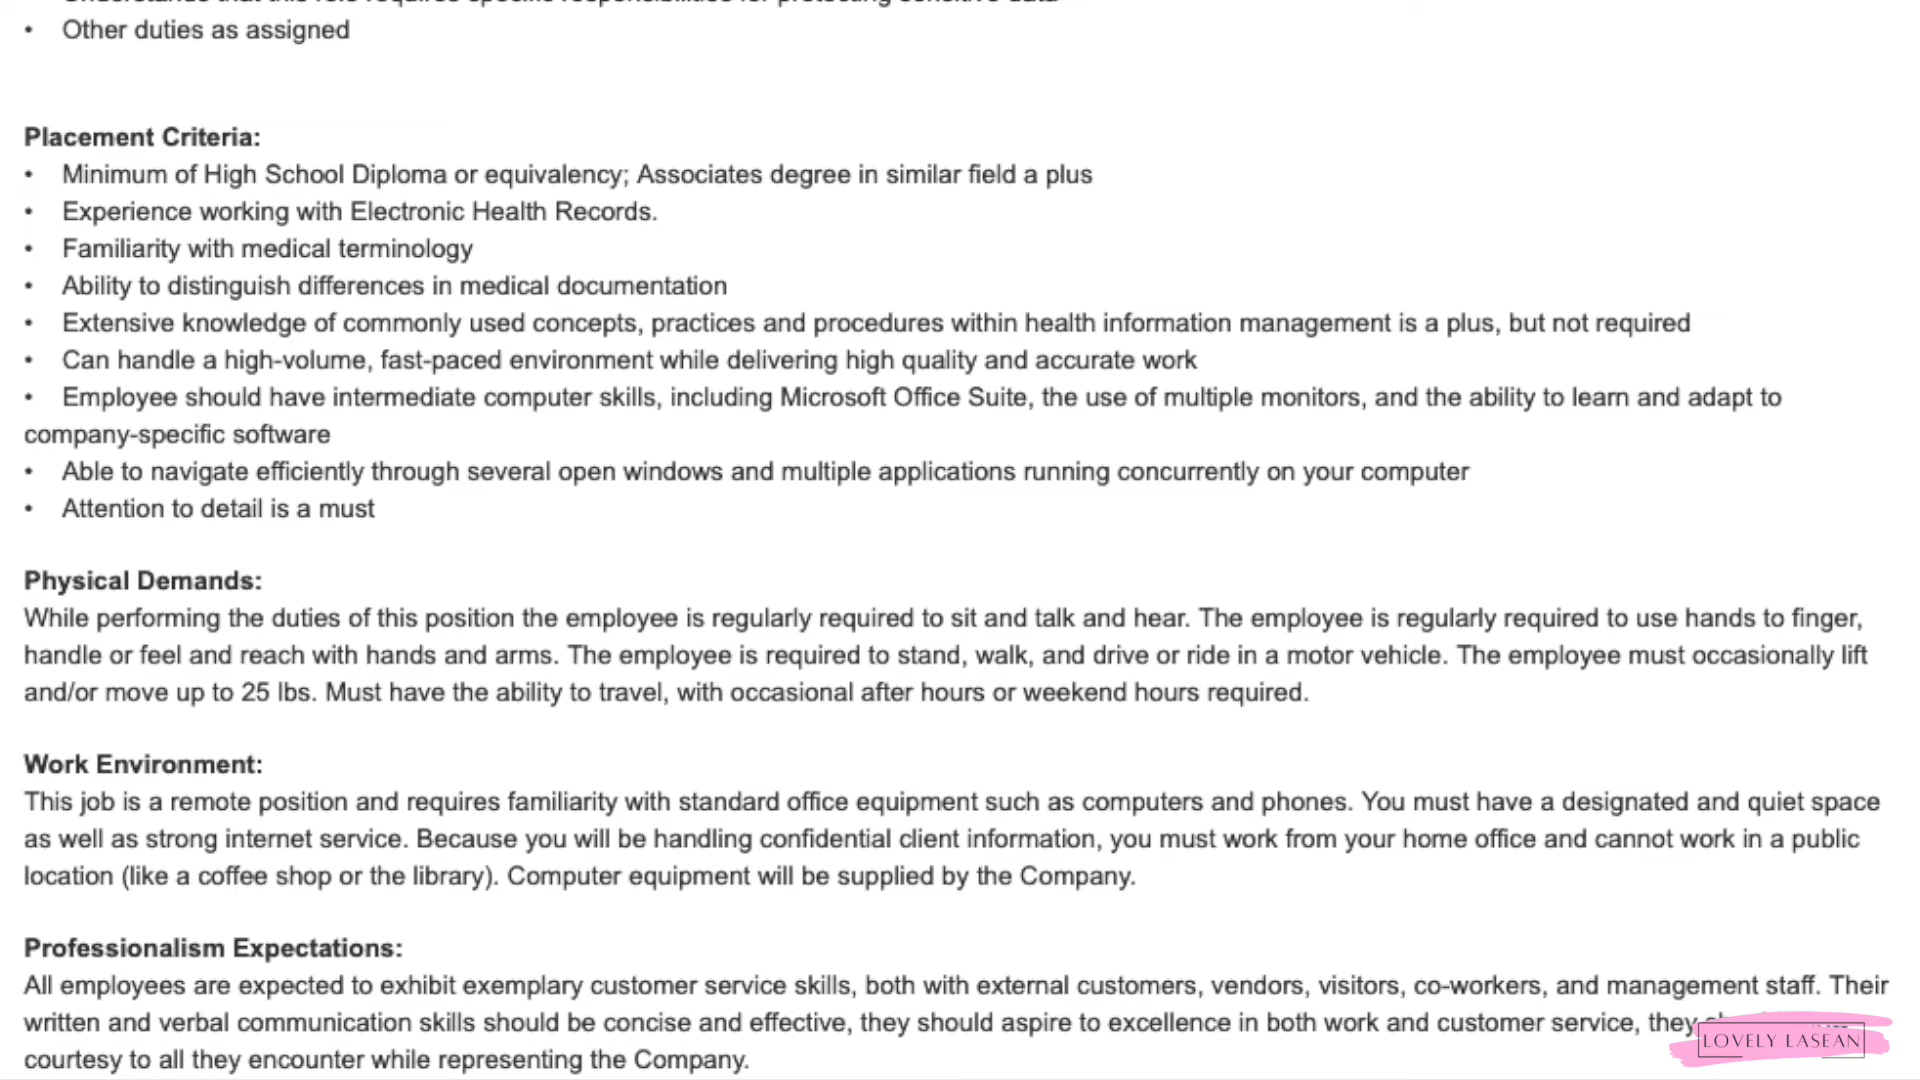 Understands that this role requires specific responsibilities for protecting sensitive data
• Other duties as assigned
Placement Criteria:
• Minimum of High School Diploma or equivalency; Associates degree in similar field a plus
• Experience working with Electronic Health Records.
• Familiarity with medical terminology
• Ability to distinguish differences in medical documentation
• Extensive knowledge of commonly used concepts, practices and procedures within health information management is a plus, but not required
• Can handle a high-volume, fast-paced environment while delivering high quality and accurate work
• Employee should have intermediate computer skills, including Microsoft Office Suite, the use of multiple monitors, and the ability to learn and adapt to
company-specific software
• Able to navigate efficiently through several open windows and multiple applications running concurrently on your computer
• Attention to detail is a must
Physical Demands:
While performing the duties of this position the employee is regularly required to sit and talk and hear. The employee is regularly required to use hands to finger,
handle or feel and reach with hands and arms. The employee is required to stand, walk, and drive or ride in a motor vehicle. The employee must occasionally lift
and/or move up to 25 lbs. Must have the ability to travel, with occasional after hours or weekend hours required.
Work Environment:
This job is a remote position and requires familiarity with standard office equipment such as computers and phones. You must have a designated and quiet space
as well as strong internet service. Because you will be handling confidential client information, you must work from your home office and cannot work in a public
location (like a coffee shop or the library). Computer equipment will be supplied by the Company.
Professionalism Expectations:
All employees are expected to exhibit exemplary customer service skills, both with external customers, vendors, visitors, co-workers, and management staff. Their
written and verbal communication skills should be concise and effective, they should aspire to excellence in both work and customer service, they
courtesy to all they encounter while representing the Company.
LOVELY LASEAN